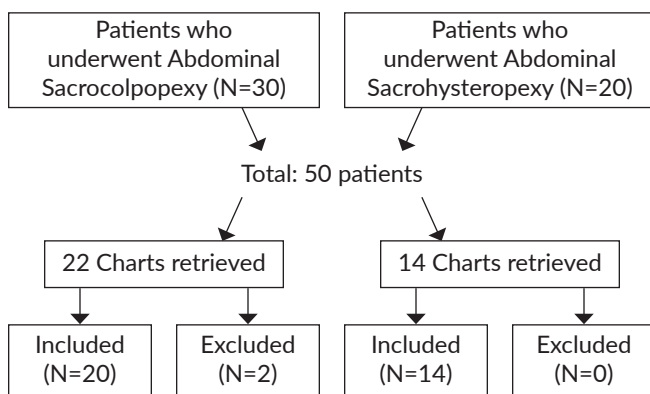 Patients who
underwent Abdominal
Sacrocolpopexy (N=30)
Patients who
underwent Abdominal
Sacrohysteropexy (N=20)
Total: 50 patients
22 Charts retrieved
14 Charts retrieved
Included
(N=20)
Excluded
(N=2)
Included
(N=14)
Excluded
(N=0)